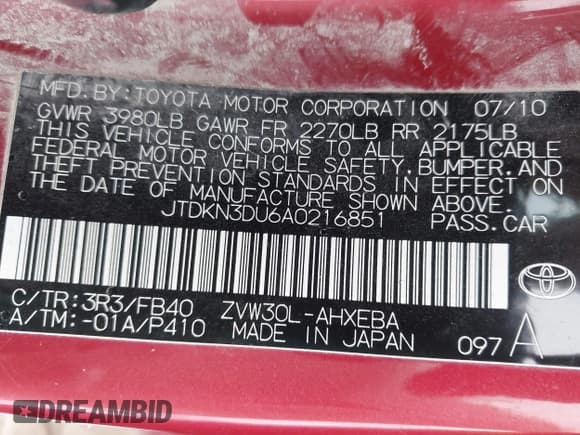 MFD.BY:TOYOTA MOTOR CORPORATION 07/10
GVWR 3980LB GAWR FR 2270LB RR 2175LB
THIS VEHICLE CONFORMS TO ALL APPLICABLE
FEDERAL MOTOR VEHICLE SAFETY,BUMPER,AND
THEFT PREVENTION STANDARDS IN EFFECT ON
THE DATE OF MANUFACTURE SHOWN ABOVE.
JTDKN3DU6A0216851 PASS.CAR
C/TR:3R3/FB40 ZVW30L-AHXEBA
A/TM:-01A/P410 MADE IN JAPAN 097 A
DREAMBID